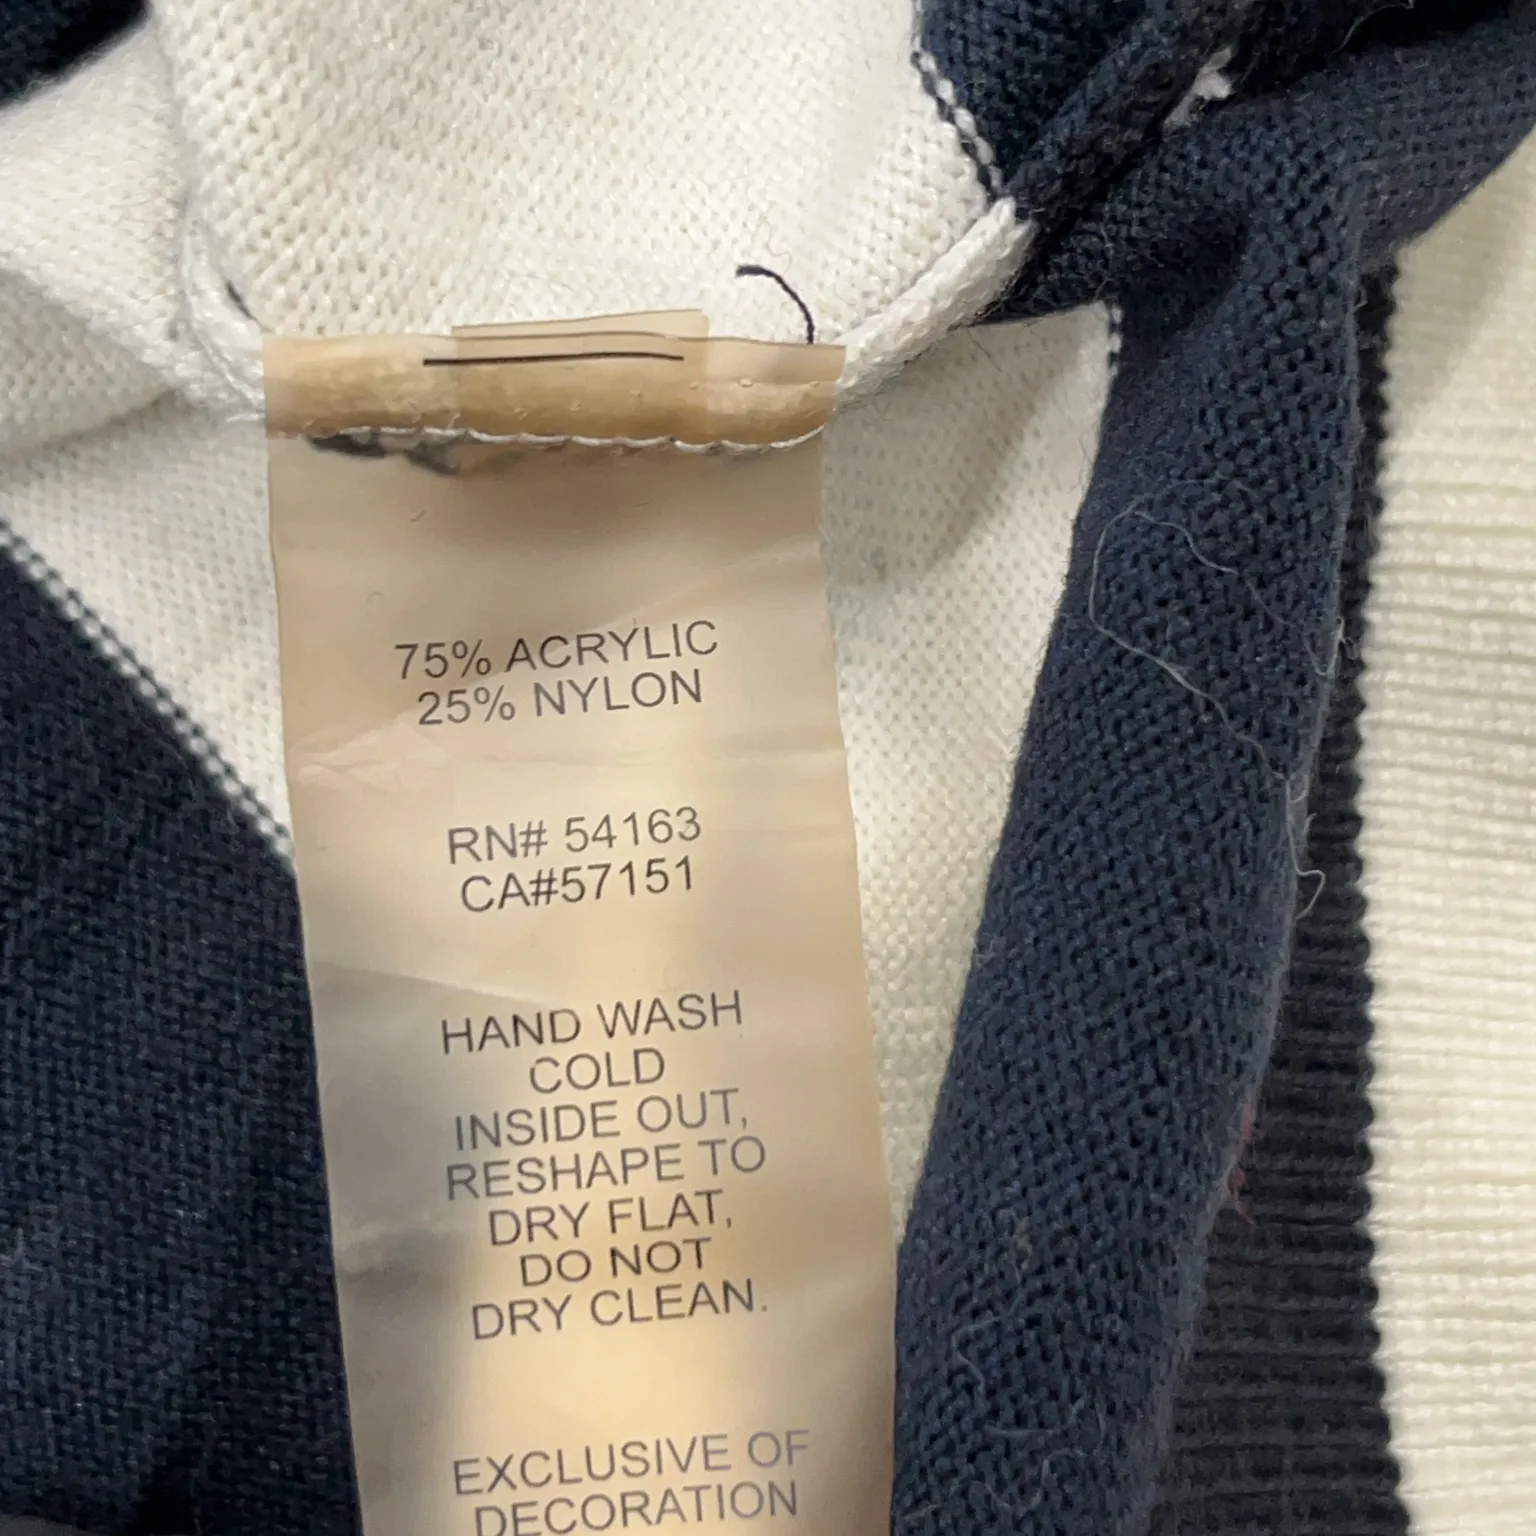 75% ACRYLIC
25% NYLON
RN# 54163
CA#57151
HAND WASH
COLD
INSIDE OUT,
RESHAPE TO
DRY FLAT,
DO NOT
DRY CLEAN.
EXCLUSIVE OF
DECORATION